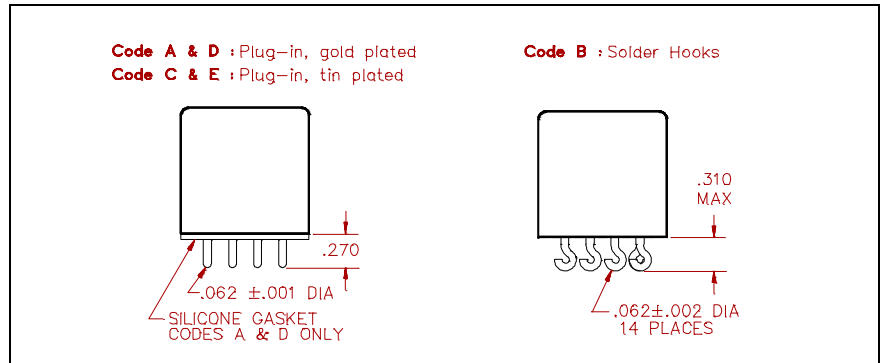 Code A & D : Plug-in, gold plated
Code C & E : Plug-in, tin plated
Code B : Solder Hooks
.270
.062 ±.001 DIA
SILICONE GASKET
CODES A & D ONLY
.310
MAX
.062±.002 DIA
14 PLACES